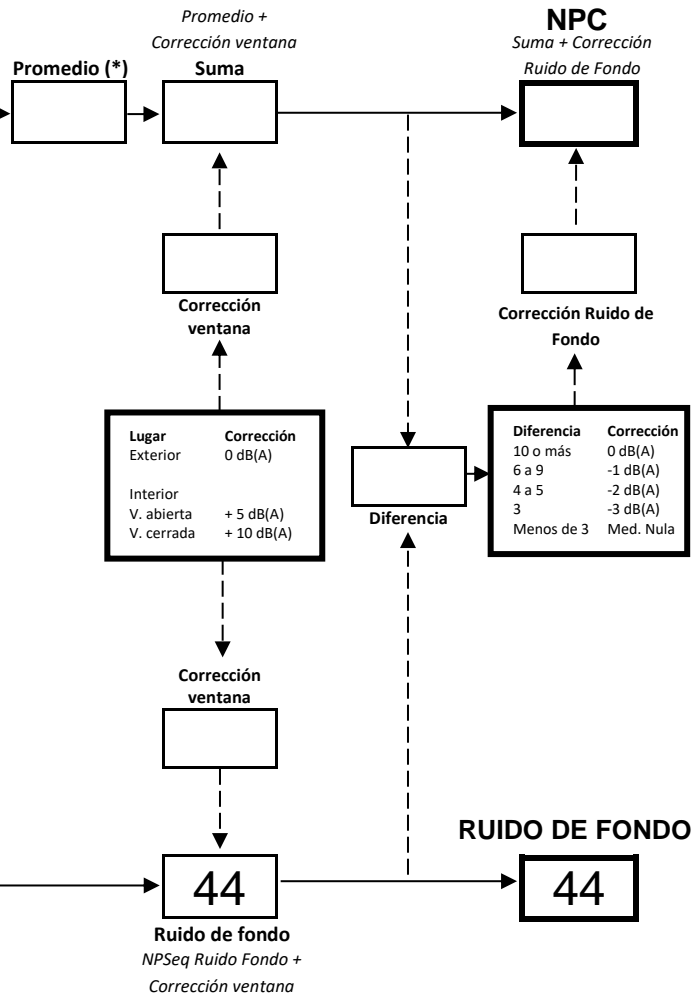 Promedio +
Corrección ventana
Promedio (*)
Suma
NPC
Suma + Corrección
Ruido de Fondo
Corrección
ventana
Corrección Ruido de
Fondo
Lugar Corrección
Exterior 0 dB(A)
Interior
V. abierta + 5 dB(A)
V. cerrada + 10 dB(A)
Diferencia
Diferencia Corrección
10 o más 0 dB(A)
6 a 9 -1 dB(A)
4 a 5 -2 dB(A)
3 -3 dB(A)
Menos de 3 Med. Nula
Corrección
ventana
44
Ruido de fondo
NPSeq Ruido Fondo +
Corrección ventana
RUIDO DE FONDO
44